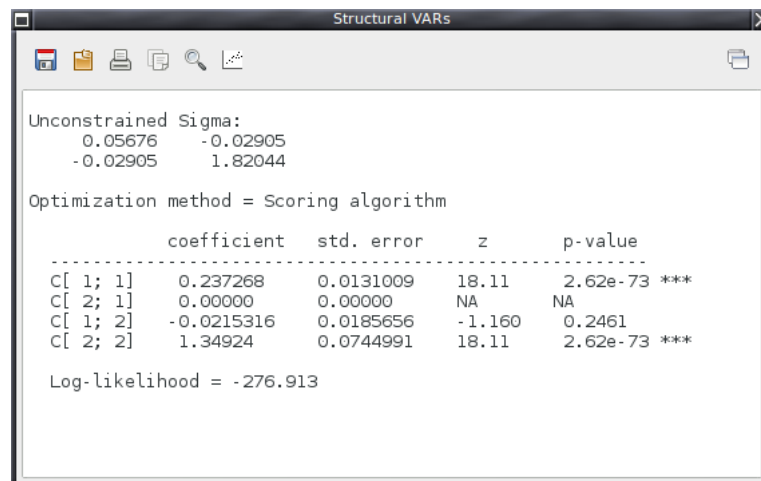 Structural VARs
Unconstrained Sigma:
0.05676 -0.02905
-0.02905 1.82044
Optimization method = Scoring algorithm
coefficient std. error z p-value
---------------------------------------------------------
C[ 1; 1] 0.237268 0.0131009 18.11 2.62e-73 ***
C[ 2; 1] 0.00000 0.00000 NA NA
C[ 1; 2] -0.0215316 0.0185656 -1.160 0.2461
C[ 2; 2] 1.34924 0.0744991 18.11 2.62e-73 ***
Log-likelihood = -276.913